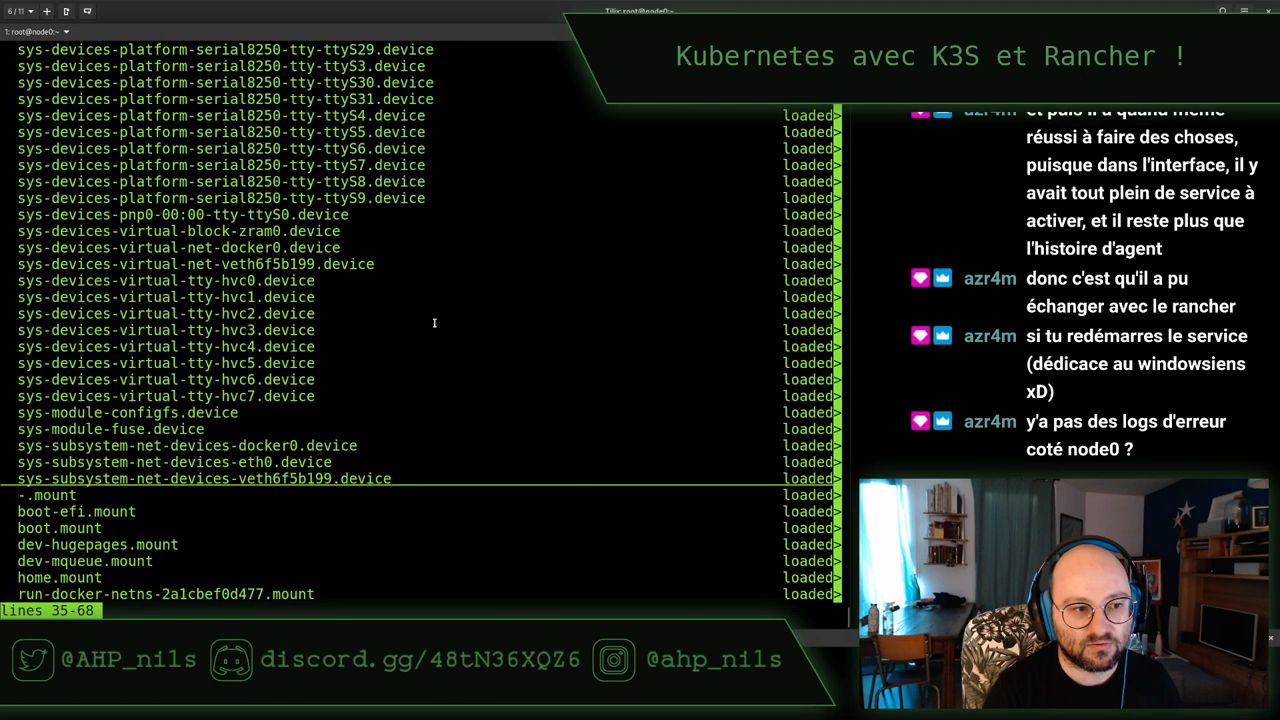 6 / 11
Tilix: root@node0:~
1: root@node0:~
Kubernetes avec K3S et Rancher !
sys-devices-platform-serial8250-tty-ttyS29.device
sys-devices-platform-serial8250-tty-ttyS3.device
sys-devices-platform-serial8250-tty-ttyS30.device
sys-devices-platform-serial8250-tty-ttyS31.device
sys-devices-platform-serial8250-tty-ttyS4.device loaded>
sys-devices-platform-serial8250-tty-ttyS5.device loaded>
sys-devices-platform-serial8250-tty-ttyS6.device loaded>
sys-devices-platform-serial8250-tty-ttyS7.device loaded>
sys-devices-platform-serial8250-tty-ttyS8.device loaded>
sys-devices-platform-serial8250-tty-ttyS9.device loaded>
sys-devices-pnp0-00:00-tty-ttyS0.device loaded>
sys-devices-virtual-block-zram0.device loaded>
sys-devices-virtual-net-docker0.device loaded>
sys-devices-virtual-net-veth6f5b199.device loaded>
sys-devices-virtual-tty-hvc0.device loaded>
sys-devices-virtual-tty-hvc1.device loaded>
sys-devices-virtual-tty-hvc2.device loaded>
sys-devices-virtual-tty-hvc3.device loaded>
sys-devices-virtual-tty-hvc4.device loaded>
sys-devices-virtual-tty-hvc5.device loaded>
sys-devices-virtual-tty-hvc6.device loaded>
sys-devices-virtual-tty-hvc7.device loaded>
sys-module-configfs.device loaded>
sys-module-fuse.device loaded>
sys-subsystem-net-devices-docker0.device loaded>
sys-subsystem-net-devices-eth0.device loaded>
sys-subsystem-net-devices-veth6f5b199.device loaded>
-.mount loaded>
boot-efi.mount loaded>
boot.mount loaded>
dev-hugepages.mount loaded>
dev-mqueue.mount loaded>
home.mount loaded>
run-docker-netns-2a1cbef0d477.mount loaded>
lines 35-68
azr4m et puis il a quand même
réussi à faire des choses,
puisque dans l'interface, il y
avait tout plein de service à
activer, et il reste plus que
l'histoire d'agent
azr4m donc c'est qu'il a pu
échanger avec le rancher
azr4m si tu redémarres le service
(dédicace au windowsiens
xD)
azr4m y'a pas des logs d'erreur
coté node0 ?
@AHP_nils discord.gg/48tN36XQZ6 @ahp_nils